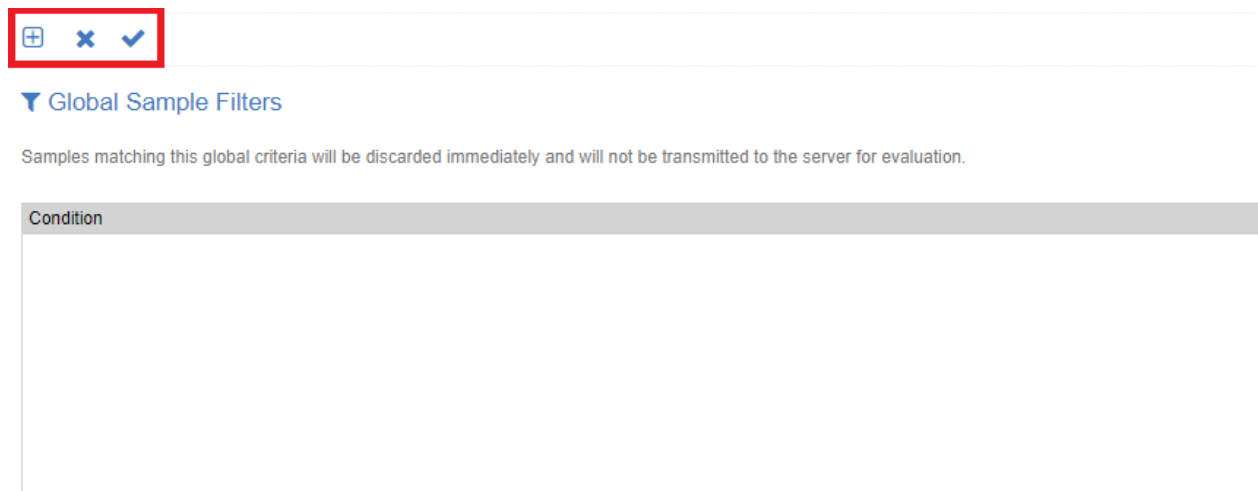 Global Sample Filters
Samples matching this global criteria will be discarded immediately and will not be transmitted to the server for evaluation.
Condition